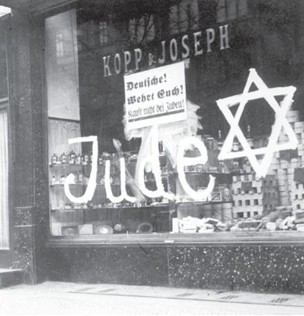 KOPP & JOSEPH
Deutsche!
Wehrt Euch!
Kauft nicht bei Juden!
Jude